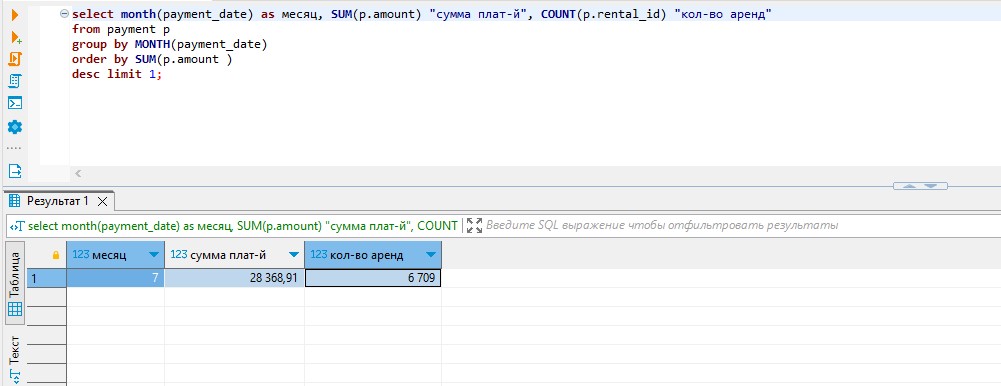 select month(payment_date) as месяц, SUM(p.amount) "сумма плат-й", COUNT(p.rental_id) "кол-во аренд"
from payment p
group by MONTH(payment_date)
order by SUM(p.amount )
desc limit 1;
Результат 1
select month(payment_date) as месяц, SUM(p.amount) "сумма плат-й", COUNT
Введите SQL выражение чтобы отфильтровать результаты
Таблица
123 месяц 123 сумма плат-й 123 кол-во аренд
1 7 28 368,91 6 709
Текст